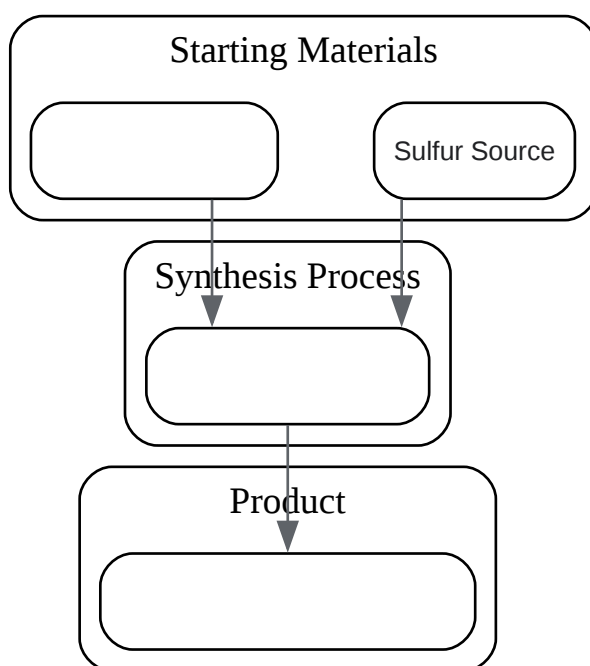 Starting Materials
Sulfur Source
Synthesis Process
Product